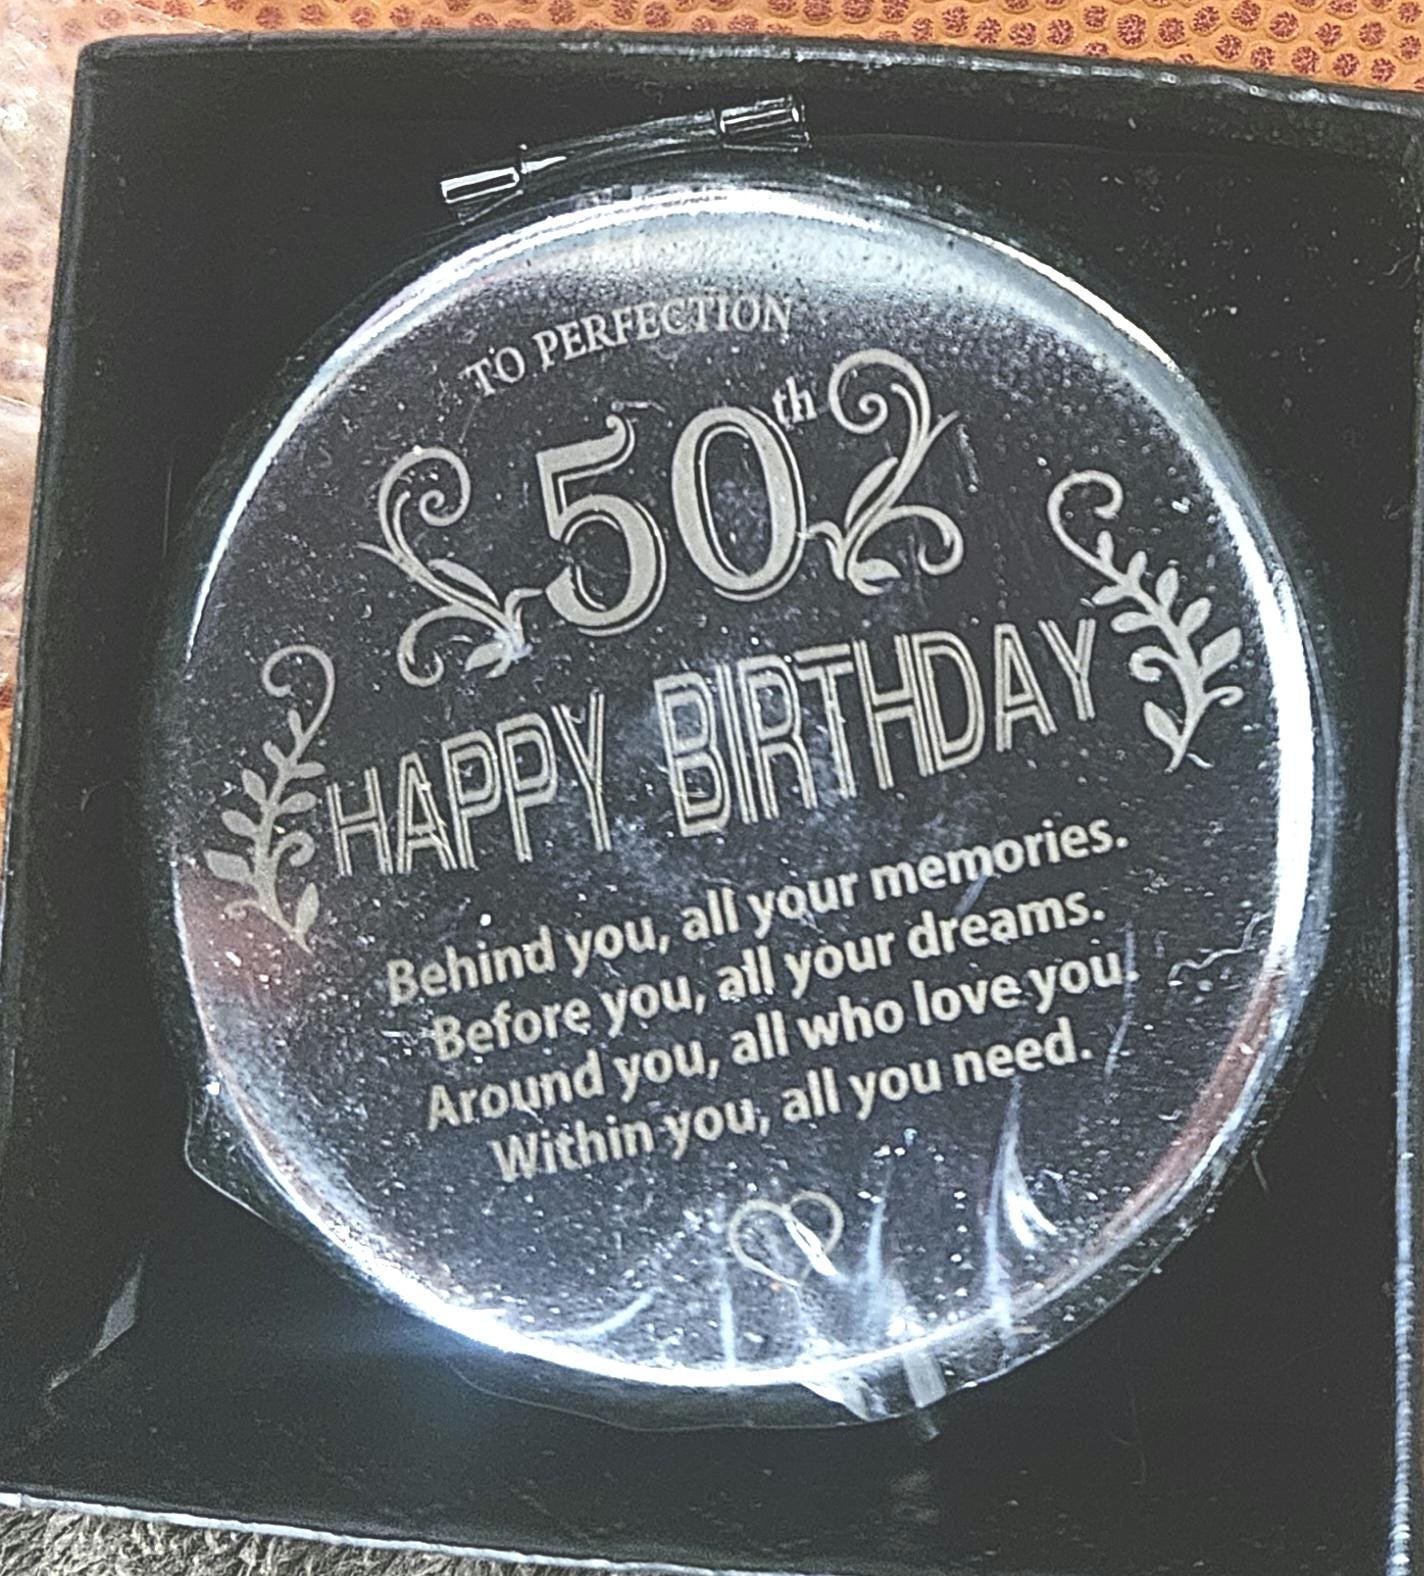 TO PERFECTION
50th
HAPPY BIRTHDAY
Behind you, all your memories.
Before you, all your dreams.
Around you, all who love you.
Within you, all you need.